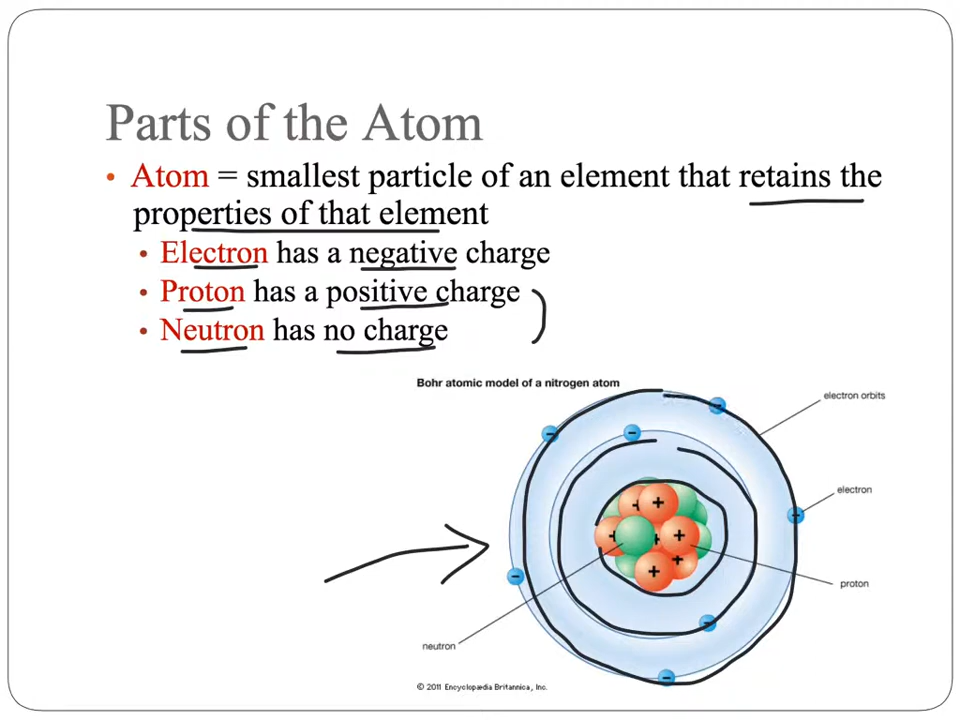 Parts of the Atom
• Atom = smallest particle of an element that retains the
properties of that element
• Electron has a negative charge
• Proton has a positive charge
• Neutron has no charge
Bohr atomic model of a nitrogen atom
electron orbits
electron
proton
neutron
© 2011 Encyclopædia Britannica, Inc.